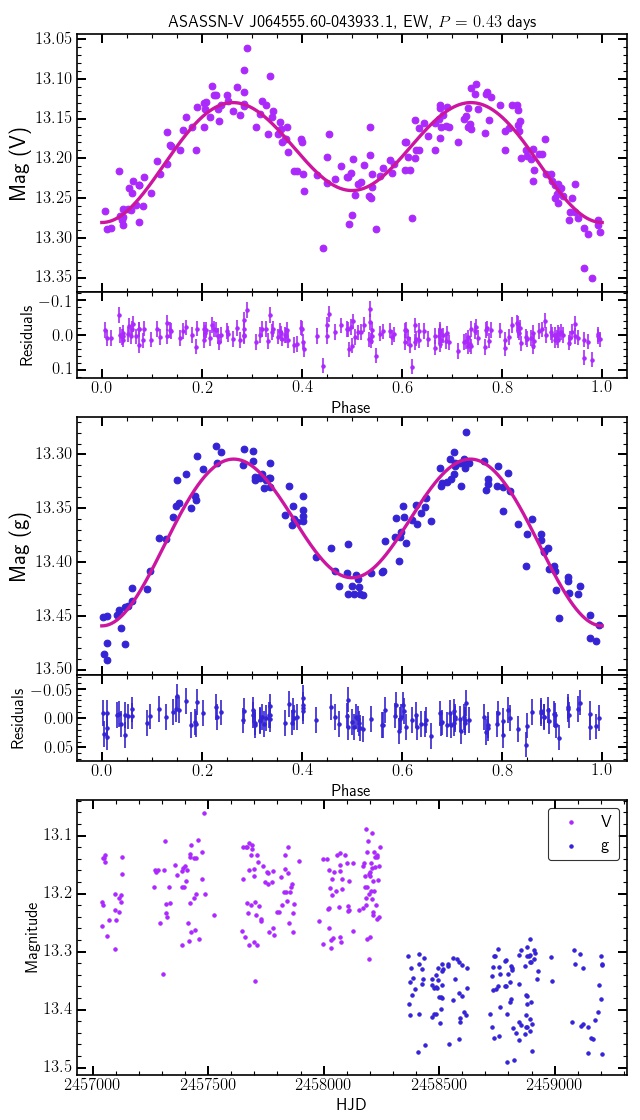 ASASSN-V J064555.60-043933.1, EW, P = 0.43 days
13.05
13.10
13.15
13.20
13.25
13.30
13.35
Mag (V)
−0.1
0.0
0.1
Residuals
0.0 0.2 0.4 0.6 0.8 1.0
Phase
13.30
13.35
13.40
13.45
13.50
Mag (g)
−0.05
0.00
0.05
Residuals
0.0 0.2 0.4 0.6 0.8 1.0
Phase
V
g
13.1
13.2
13.3
13.4
13.5
Magnitude
2457000 2457500 2458000 2458500 2459000
HJD